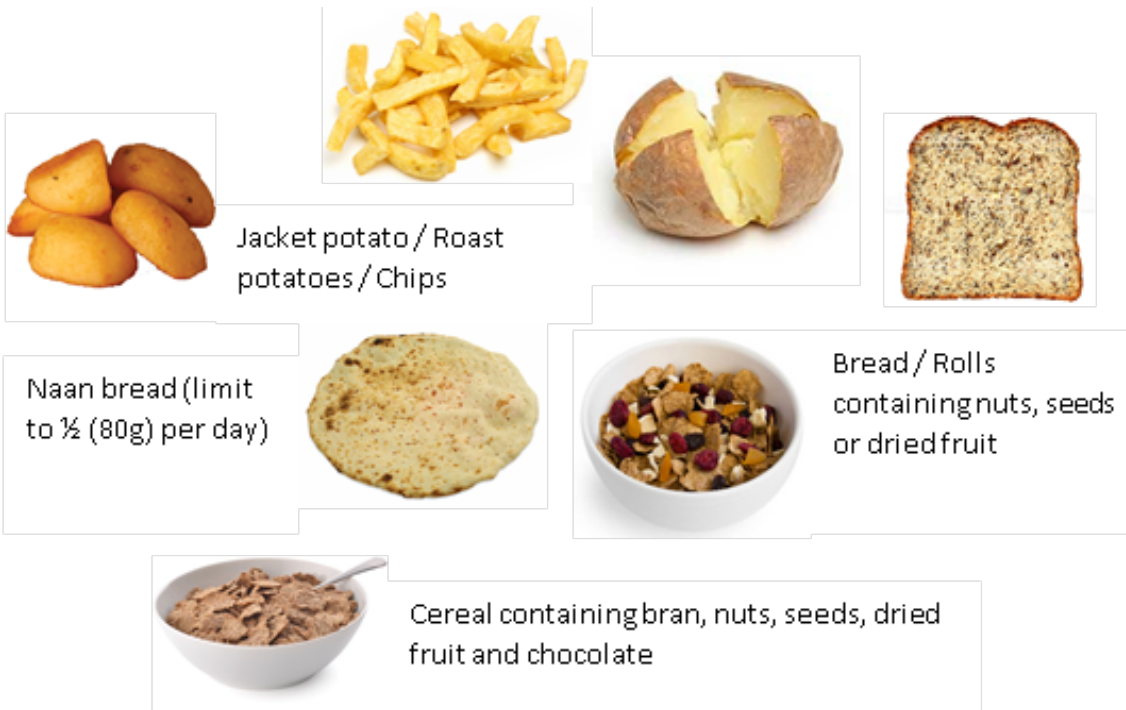 Jacket potato / Roast
potatoes / Chips
Naan bread (limit
to ½ (80g) per day)
Bread / Rolls
containing nuts, seeds
or dried fruit
Cereal containing bran, nuts, seeds, dried
fruit and chocolate